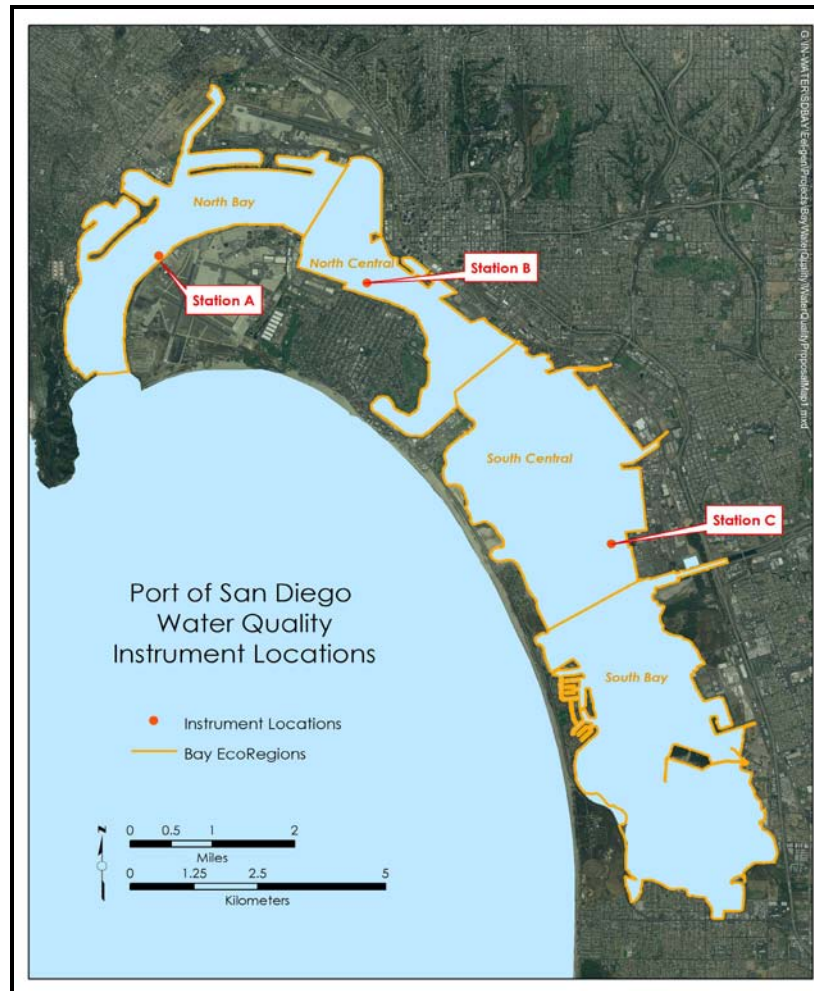 North Bay
North Central
Station B
Station A
South Central
Station C
South Bay
Port of San Diego
Water Quality
Instrument Locations
Instrument Locations
Bay EcoRegions
N
0 0.5 1 2
Miles
0 1.25 2.5 5
Kilometers